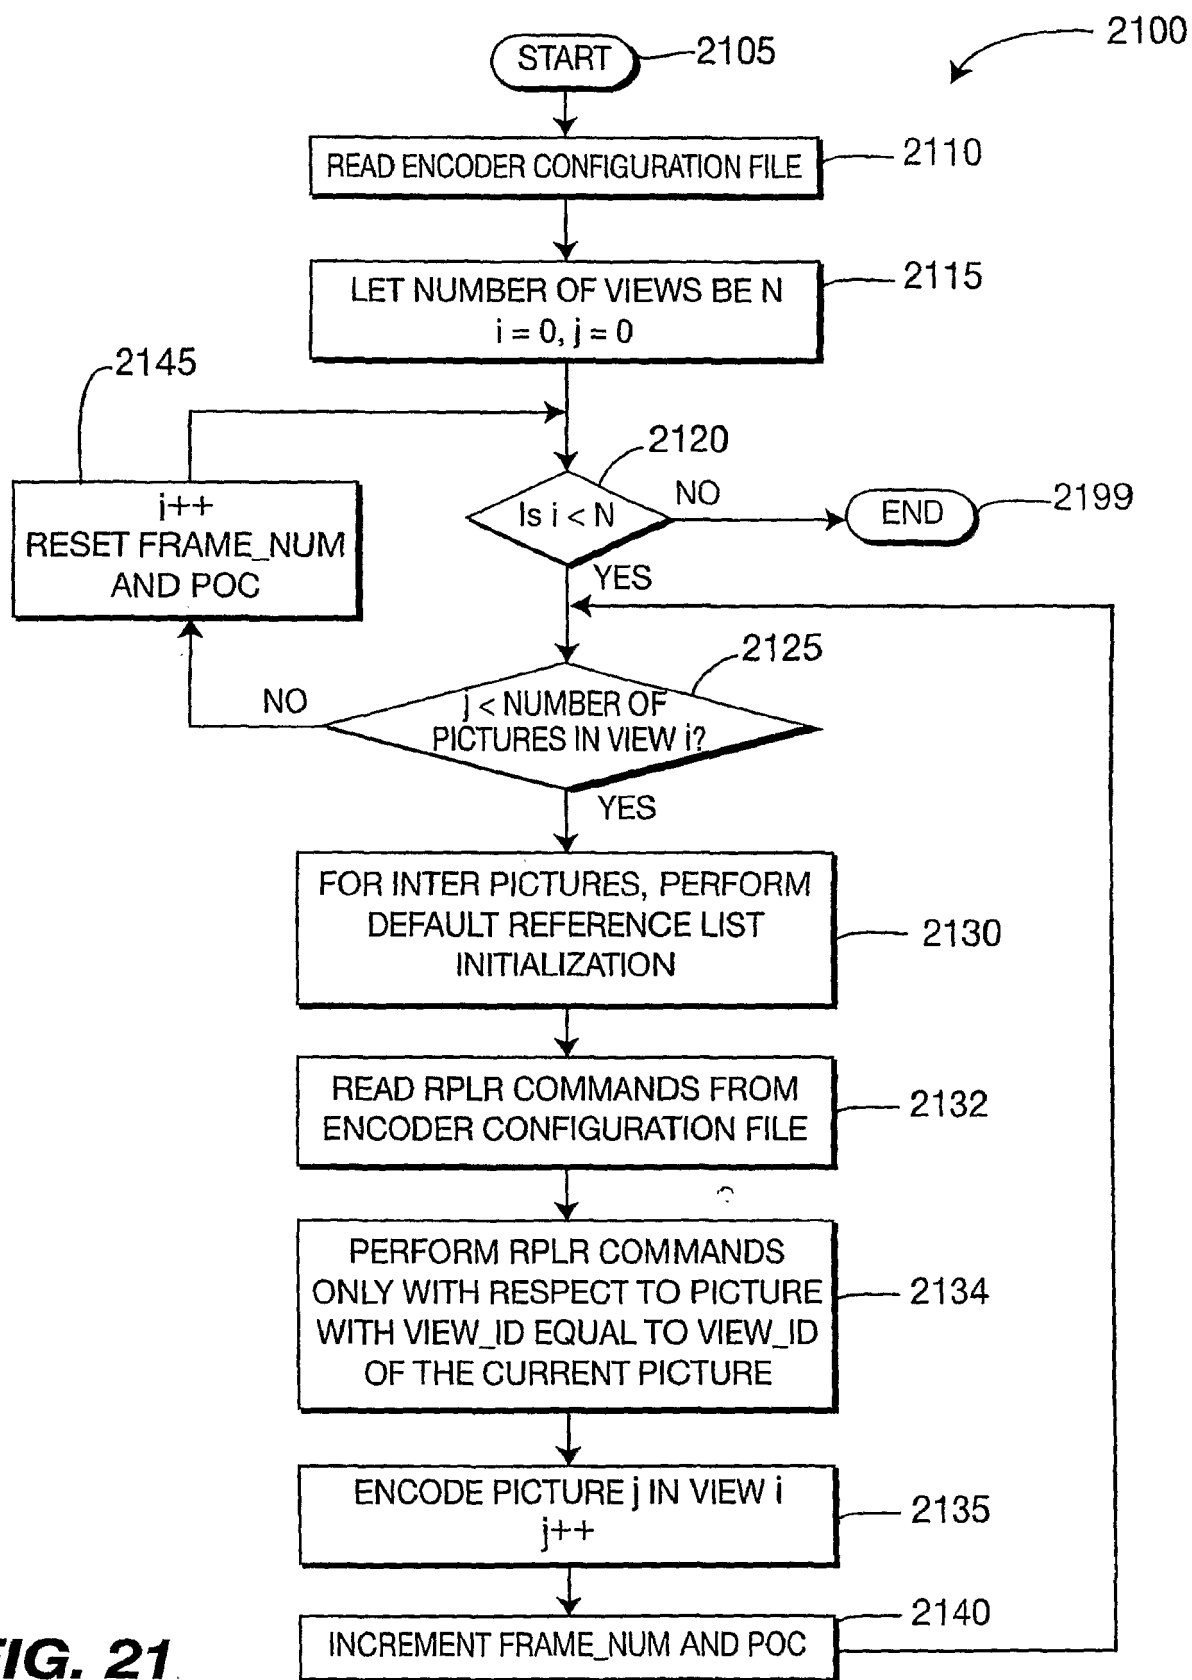 2100
START
2105
READ ENCODER CONFIGURATION FILE
2110
LET NUMBER OF VIEWS BE N
i = 0, j = 0
2115
2145
i++
RESET FRAME_NUM
AND POC
2120
Is i < N
NO
END
2199
YES
2125
j < NUMBER OF
PICTURES IN VIEW i?
NO
YES
FOR INTER PICTURES, PERFORM
DEFAULT REFERENCE LIST
INITIALIZATION
2130
READ RPLR COMMANDS FROM
ENCODER CONFIGURATION FILE
2132
PERFORM RPLR COMMANDS
ONLY WITH RESPECT TO PICTURE
WITH VIEW_ID EQUAL TO VIEW_ID
OF THE CURRENT PICTURE
2134
ENCODE PICTURE j IN VIEW i
j++
2135
INCREMENT FRAME_NUM AND POC
2140
FIG. 21